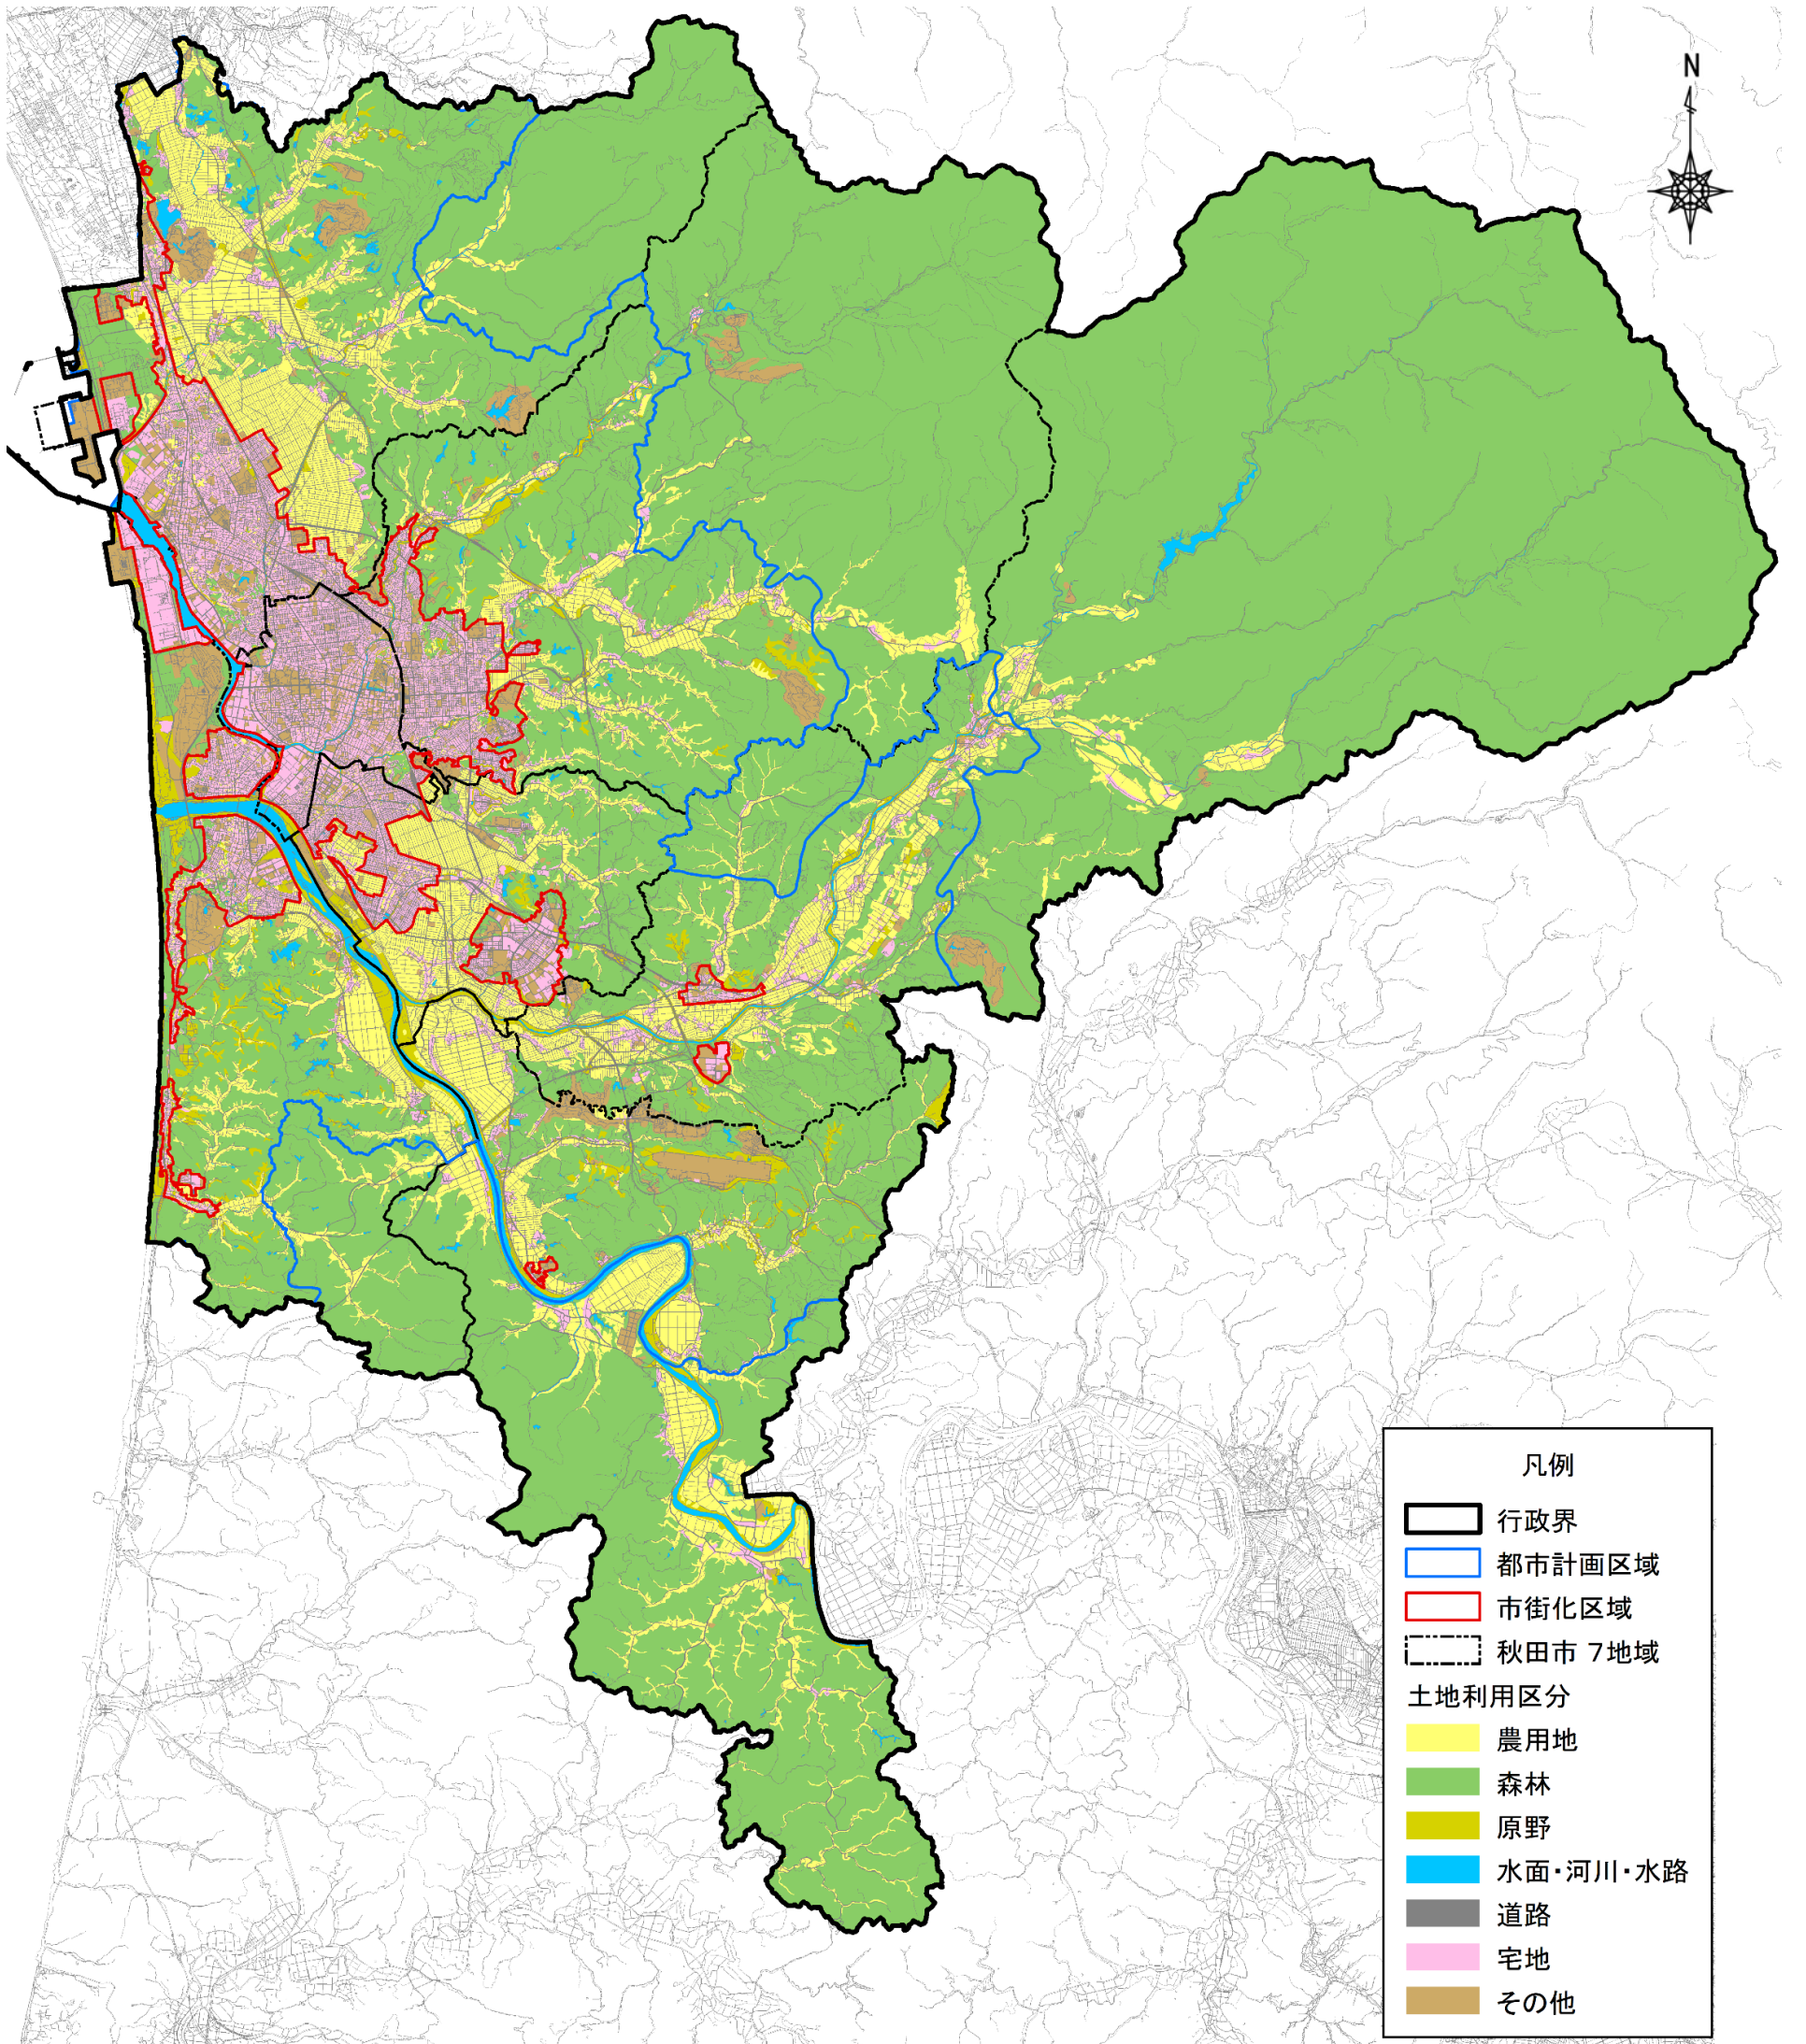 N
凡例
行政界
都市計画区域
市街化区域
秋田市 7地域
土地利用区分
農用地
森林
原野
水面・河川・水路
道路
宅地
その他